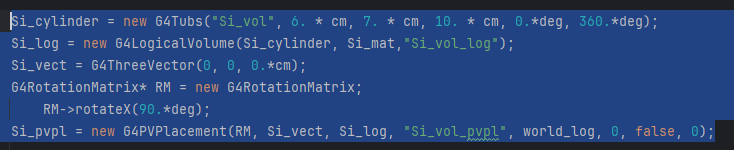 Si_cylinder = new G4Tubs("Si_vol", 6. * cm, 7. * cm, 10. * cm, 0.*deg, 360.*deg);
Si_log = new G4LogicalVolume(Si_cylinder, Si_mat,"Si_vol_log");
Si_vect = G4ThreeVector(0, 0, 0.*cm);
G4RotationMatrix* RM = new G4RotationMatrix;
    RM->rotateX(90.*deg);
Si_pvpl = new G4PVPlacement(RM, Si_vect, Si_log, "Si_vol_pvpl", world_log, 0, false, 0);